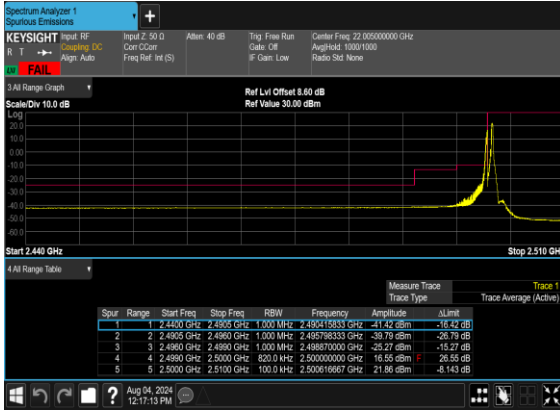 Spectrum Analyzer 1
Spurious Emissions
+
KEYSIGHT Input: RF Input Z: 50 Ω Atten: 40 dB Trig: Free Run Center Freq: 22.005000000 GHz
R T Coupling: DC Corr CCorr Gate: Off Avg|Hold: 1000/1000
Align: Auto Freq Ref: Int (S) IF Gain: Low Radio Std: None
FAIL
3 All Range Graph
Ref Lvl Offset 8.60 dB
Scale/Div 10.0 dB Ref Value 30.00 dBm
Log
20.0
10.0
0.00
-10.0
-20.0
-30.0
-40.0
-50.0
-60.0
Start 2.440 GHz Stop 2.510 GH
4 All Range Table
Measure Trace Trace 1
Trace Type Trace Average (Active)
Spur Range Start Freq Stop Freq RBW Frequency Amplitude ΔLimit
1 1 2.4400 GHz 2.4905 GHz 1.000 MHz 2.490415833 GHz -41.42 dBm -16.42 dB
2 2 2.4905 GHz 2.4960 GHz 1.000 MHz 2.495798333 GHz -39.79 dBm -26.79 dB
3 3 2.4960 GHz 2.4990 GHz 1.000 MHz 2.498870000 GHz -25.27 dBm -15.27 dB
4 4 2.4990 GHz 2.5000 GHz 820.0 kHz 2.500000000 GHz 16.55 dBm F 26.55 dB
5 5 2.5000 GHz 2.5100 GHz 100.0 kHz 2.500616667 GHz 21.86 dBm -8.143 dB
? Aug 04, 2024
12:17:13 PM